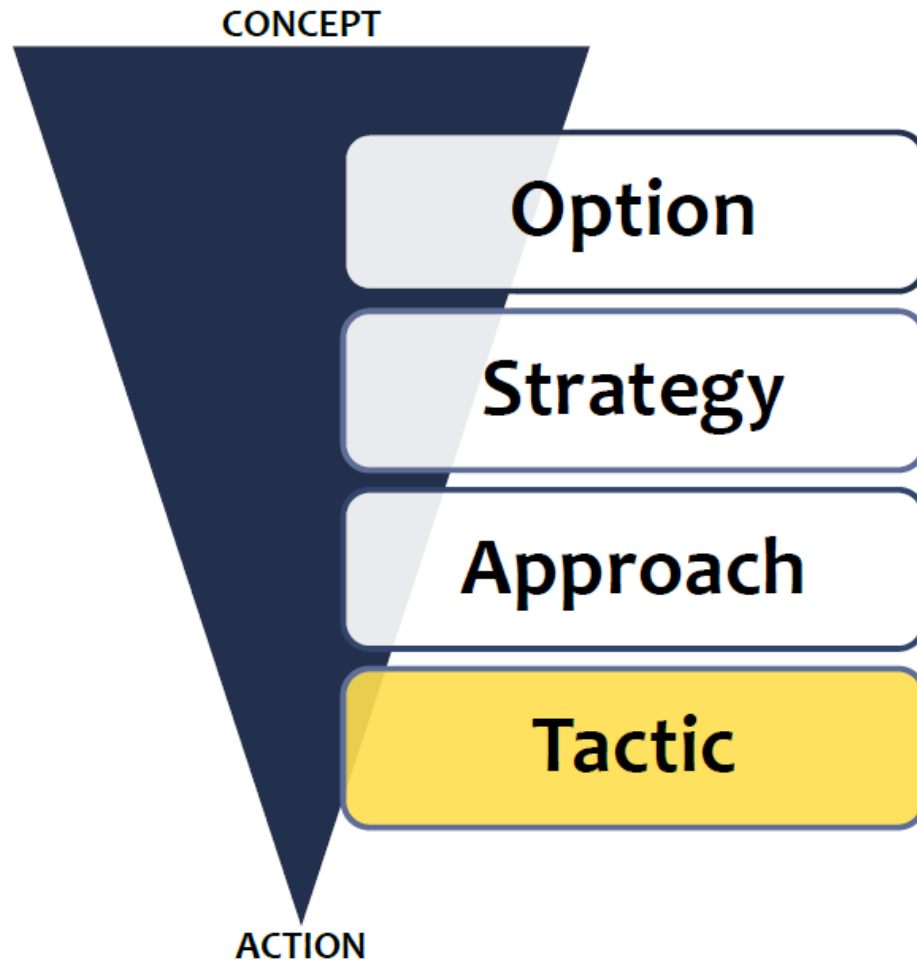 CONCEPT
Option
Strategy
Approach
Tactic
ACTION